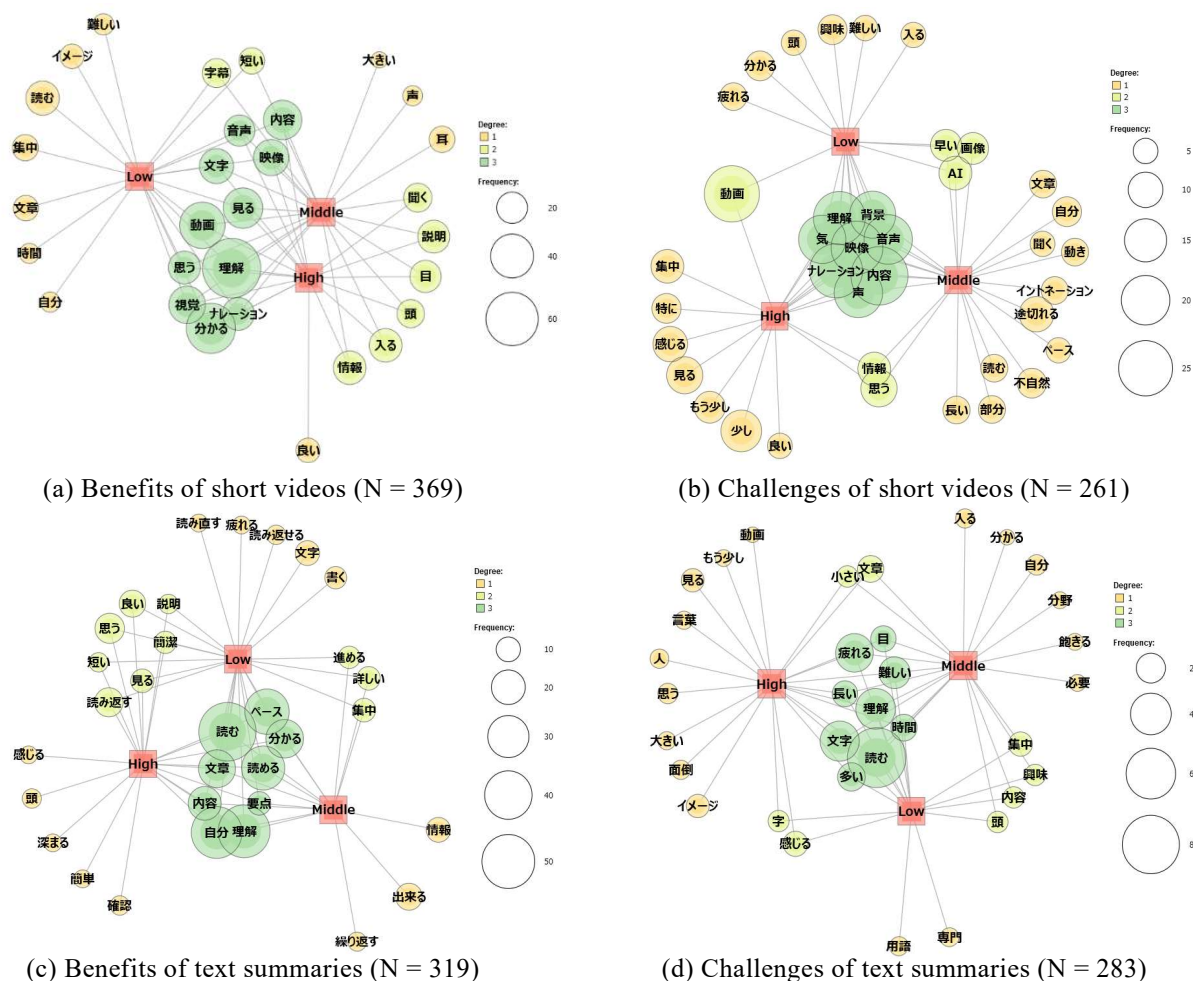 難しい
イメージ
読む
集中
文章
時間
自分
Low
字幕
短い
音声
内容
文字
映像
見る
動画
理解
思う
視覚
ナレーション
分かる
Middle
High
大きい
声
耳
聞く
説明
目
頭
入る
情報
良い
Degree:
1
2
3
Frequency:
20
40
60
(a) Benefits of short videos (N = 369)
疲れる
分かる
頭
興味
難しい
入る
Low
早い
画像
AI
動画
理解
背景
気
映像
音声
ナレーション
内容
声
Middle
High
文章
自分
聞く
動き
イントネーション
途切れる
ペース
不自然
読む
部分
長い
情報
思う
集中
特に
感じる
見る
もう少し
少し
良い
Degree:
1
2
3
Frequency:
5
10
15
20
25
(b) Challenges of short videos (N = 261)
読み直す
疲れる
読み返せる
文字
書く
良い
説明
思う
簡潔
短い
見る
読み返す
Low
進める
詳しい
集中
ペース
読む
分かる
文章
読める
内容
要点
自分
理解
High
Middle
感じる
頭
深まる
簡単
確認
情報
出来る
繰り返す
Degree:
1
2
3
Frequency:
10
20
30
40
50
(c) Benefits of text summaries (N = 319)
動画
もう少し
見る
言葉
人
思う
大きい
面倒
イメージ
High
小さい
文章
入る
分かる
自分
分野
飽きる
必要
Middle
目
疲れる
難しい
長い
理解
時間
文字
読む
多い
Low
集中
興味
内容
頭
字
感じる
用語
専門
Degree:
1
2
3
Frequency:
2
4
6
8
(d) Challenges of text summaries (N = 283)